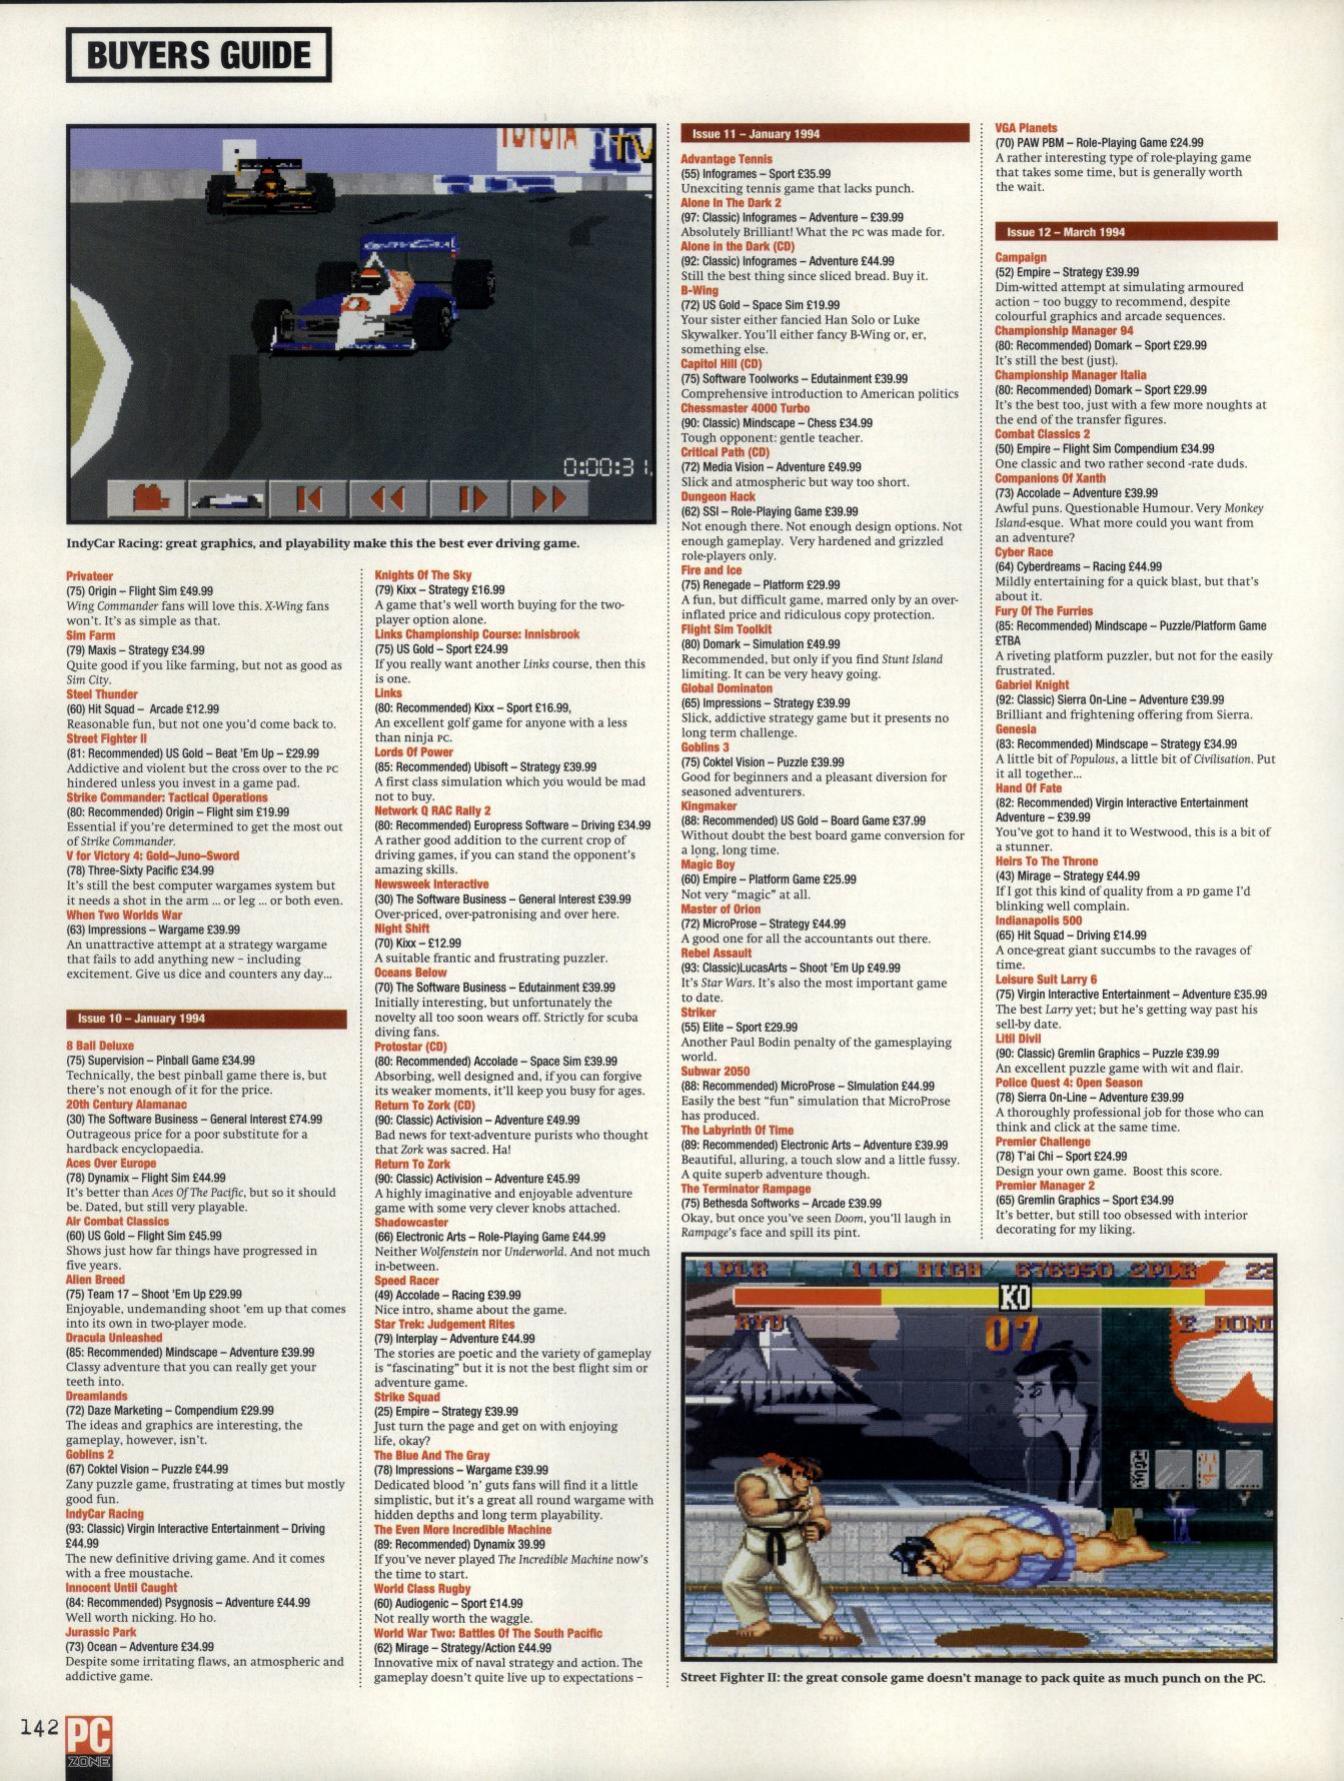 BUYERS GUIDE
TOYOTA
TV
0:00:31.
IndyCar Racing: great graphics, and playability make this the best ever driving game.
Privateer
(75) Origin – Flight Sim £49.99
Wing Commander fans will love this. X-Wing fans
won't. It's as simple as that.
Sim Farm
(79) Maxis – Strategy £34.99
Quite good if you like farming, but not as good as
Sim City.
Steel Thunder
(60) Hit Squad – Arcade £12.99
Reasonable fun, but not one you'd come back to.
Street Fighter II
(81: Recommended) US Gold – Beat 'Em Up – £29.99
Addictive and violent but the cross over to the PC
hindered unless you invest in a game pad.
Strike Commander: Tactical Operations
(80: Recommended) Origin – Flight sim £19.99
Essential if you're determined to get the most out
of Strike Commander.
V for Victory 4: Gold–Juno–Sword
(78) Three-Sixty Pacific £34.99
It's still the best computer wargames system but
it needs a shot in the arm ... or leg ... or both even.
When Two Worlds War
(63) Impressions – Wargame £39.99
An unattractive attempt at a strategy wargame
that fails to add anything new – including
excitement. Give us dice and counters any day...
Issue 10 – January 1994
8 Ball Deluxe
(75) Supervision – Pinball Game £34.99
Technically, the best pinball game there is, but
there's not enough of it for the price.
20th Century Alamanac
(30) The Software Business – General Interest £74.99
Outrageous price for a poor substitute for a
hardback encyclopaedia.
Aces Over Europe
(78) Dynamix – Flight Sim £44.99
It's better than Aces Of The Pacific, but so it should
be. Dated, but still very playable.
Air Combat Classics
(60) US Gold – Flight Sim £45.99
Shows just how far things have progressed in
five years.
Alien Breed
(75) Team 17 – Shoot 'Em Up £29.99
Enjoyable, undemanding shoot 'em up that comes
into its own in two-player mode.
Dracula Unleashed
(85: Recommended) Mindscape – Adventure £39.99
Classy adventure that you can really get your
teeth into.
Dreamlands
(72) Daze Marketing – Compendium £29.99
The ideas and graphics are interesting, the
gameplay, however, isn't.
Goblins 2
(67) Coktel Vision – Puzzle £44.99
Zany puzzle game, frustrating at times but mostly
good fun.
IndyCar Racing
(93: Classic) Virgin Interactive Entertainment – Driving
£44.99
The new definitive driving game. And it comes
with a free moustache.
Innocent Until Caught
(84: Recommended) Psygnosis – Adventure £44.99
Well worth nicking. Ho ho.
Jurassic Park
(73) Ocean – Adventure £34.99
Despite some irritating flaws, an atmospheric and
addictive game.
Knights Of The Sky
(79) Kixx – Strategy £16.99
A game that's well worth buying for the two-
player option alone.
Links Championship Course: Innisbrook
(75) US Gold – Sport £24.99
If you really want another Links course, then this
is one.
Links
(80: Recommended) Kixx – Sport £16.99,
An excellent golf game for anyone with a less
than ninja PC.
Lords Of Power
(85: Recommended) Ubisoft – Strategy £39.99
A first class simulation which you would be mad
not to buy.
Network Q RAC Rally 2
(80: Recommended) Europress Software – Driving £34.99
A rather good addition to the current crop of
driving games, if you can stand the opponent's
amazing skills.
Newsweek Interactive
(30) The Software Business – General Interest £39.99
Over-priced, over-patronising and over here.
Night Shift
(70) Kixx – £12.99
A suitable frantic and frustrating puzzler.
Oceans Below
(70) The Software Business – Edutainment £39.99
Initially interesting, but unfortunately the
novelty all too soon wears off. Strictly for scuba
diving fans.
Protostar (CD)
(80: Recommended) Accolade – Space Sim £39.99
Absorbing, well designed and, if you can forgive
its weaker moments, it'll keep you busy for ages.
Return To Zork (CD)
(90: Classic) Activision – Adventure £49.99
Bad news for text-adventure purists who thought
that Zork was sacred. Ha!
Return To Zork
(90: Classic) Activision – Adventure £45.99
A highly imaginative and enjoyable adventure
game with some very clever knobs attached.
Shadowcaster
(66) Electronic Arts – Role-Playing Game £44.99
Neither Wolfenstein nor Underworld. And not much
in-between.
Speed Racer
(49) Accolade – Racing £39.99
Nice intro, shame about the game.
Star Trek: Judgement Rites
(79) Interplay – Adventure £44.99
The stories are poetic and the variety of gameplay
is "fascinating" but it is not the best flight sim or
adventure game.
Strike Squad
(25) Empire – Strategy £39.99
Just turn the page and get on with enjoying
life, okay?
The Blue And The Gray
(78) Impressions – Wargame £39.99
Dedicated blood 'n' guts fans will find it a little
simplistic, but it's a great all round wargame with
hidden depths and long term playability.
The Even More Incredible Machine
(89: Recommended) Dynamix 39.99
If you've never played The Incredible Machine now's
the time to start.
World Class Rugby
(60) Audiogenic – Sport £14.99
Not really worth the waggle.
World War Two: Battles Of The South Pacific
(62) Mirage – Strategy/Action £44.99
Innovative mix of naval strategy and action. The
gameplay doesn't quite live up to expectations –
Issue 11 – January 1994
Advantage Tennis
(55) Infogrames – Sport £35.99
Unexciting tennis game that lacks punch.
Alone In The Dark 2
(97: Classic) Infogrames – Adventure – £39.99
Absolutely Brilliant! What the PC was made for.
Alone in the Dark (CD)
(92: Classic) Infogrames – Adventure £44.99
Still the best thing since sliced bread. Buy it.
B-Wing
(72) US Gold – Space Sim £19.99
Your sister either fancied Han Solo or Luke
Skywalker. You'll either fancy B-Wing or, er,
something else.
Capitol Hill (CD)
(75) Software Toolworks – Edutainment £39.99
Comprehensive introduction to American politics
Chessmaster 4000 Turbo
(90: Classic) Mindscape – Chess £34.99
Tough opponent: gentle teacher.
Critical Path (CD)
(72) Media Vision – Adventure £49.99
Slick and atmospheric but way too short.
Dungeon Hack
(62) SSI – Role-Playing Game £39.99
Not enough there. Not enough design options. Not
enough gameplay. Very hardened and grizzled
role-players only.
Fire and Ice
(75) Renegade – Platform £29.99
A fun, but difficult game, marred only by an over-
inflated price and ridiculous copy protection.
Flight Sim Toolkit
(80) Domark – Simulation £49.99
Recommended, but only if you find Stunt Island
limiting. It can be very heavy going.
Global Dominaton
(65) Impressions – Strategy £39.99
Slick, addictive strategy game but it presents no
long term challenge.
Goblins 3
(75) Coktel Vision – Puzzle £39.99
Good for beginners and a pleasant diversion for
seasoned adventurers.
Kingmaker
(88: Recommended) US Gold – Board Game £37.99
Without doubt the best board game conversion for
a long, long time.
Magic Boy
(60) Empire – Platform Game £25.99
Not very "magic" at all.
Master of Orion
(72) MicroProse – Strategy £44.99
A good one for all the accountants out there.
Rebel Assault
(93: Classic)LucasArts – Shoot 'Em Up £49.99
It's Star Wars. It's also the most important game
to date.
Striker
(55) Elite – Sport £29.99
Another Paul Bodin penalty of the gamesplaying
world.
Subwar 2050
(88: Recommended) MicroProse – SImulation £44.99
Easily the best "fun" simulation that MicroProse
has produced.
The Labyrinth Of Time
(89: Recommended) Electronic Arts – Adventure £39.99
Beautiful, alluring, a touch slow and a little fussy.
A quite superb adventure though.
The Terminator Rampage
(75) Bethesda Softworks – Arcade £39.99
Okay, but once you've seen Doom, you'll laugh in
Rampage's face and spill its pint.
VGA Planets
(70) PAW PBM – Role-Playing Game £24.99
A rather interesting type of role-playing game
that takes some time, but is generally worth
the wait.
Issue 12 – March 1994
Campaign
(52) Empire – Strategy £39.99
Dim-witted attempt at simulating armoured
action – too buggy to recommend, despite
colourful graphics and arcade sequences.
Championship Manager 94
(80: Recommended) Domark – Sport £29.99
It's still the best (just).
Championship Manager Italia
(80: Recommended) Domark – Sport £29.99
It's the best too, just with a few more noughts at
the end of the transfer figures.
Combat Classics 2
(50) Empire – Flight Sim Compendium £34.99
One classic and two rather second -rate duds.
Companions Of Xanth
(73) Accolade – Adventure £39.99
Awful puns. Questionable Humour. Very Monkey
Island-esque. What more could you want from
an adventure?
Cyber Race
(64) Cyberdreams – Racing £44.99
Mildly entertaining for a quick blast, but that's
about it.
Fury Of The Furries
(85: Recommended) Mindscape – Puzzle/Platform Game
£TBA
A riveting platform puzzler, but not for the easily
frustrated.
Gabriel Knight
(92: Classic) Sierra On-Line – Adventure £39.99
Brilliant and frightening offering from Sierra.
Genesia
(83: Recommended) Mindscape – Strategy £34.99
A little bit of Populous, a little bit of Civilisation. Put
it all together...
Hand Of Fate
(82: Recommended) Virgin Interactive Entertainment
Adventure – £39.99
You've got to hand it to Westwood, this is a bit of
a stunner.
Heirs To The Throne
(43) Mirage – Strategy £44.99
If I got this kind of quality from a PD game I'd
blinking well complain.
Indianapolis 500
(65) Hit Squad – Driving £14.99
A once-great giant succumbs to the ravages of
time.
Leisure Suit Larry 6
(75) Virgin Interactive Entertainment – Adventure £35.99
The best Larry yet; but he's getting way past his
sell-by date.
Litil Divil
(90: Classic) Gremlin Graphics – Puzzle £39.99
An excellent puzzle game with wit and flair.
Police Quest 4: Open Season
(78) Sierra On-Line – Adventure £39.99
A thoroughly professional job for those who can
think and click at the same time.
Premier Challenge
(78) T'ai Chi – Sport £24.99
Design your own game. Boost this score.
Premier Manager 2
(65) Gremlin Graphics – Sport £34.99
It's better, but still too obsessed with interior
decorating for my liking.
1PLR 110 HIGH 676950 2PLR 23
KO
RYU 07 E HOND
Street Fighter II: the great console game doesn't manage to pack quite as much punch on the PC.
142 PC
ZONE